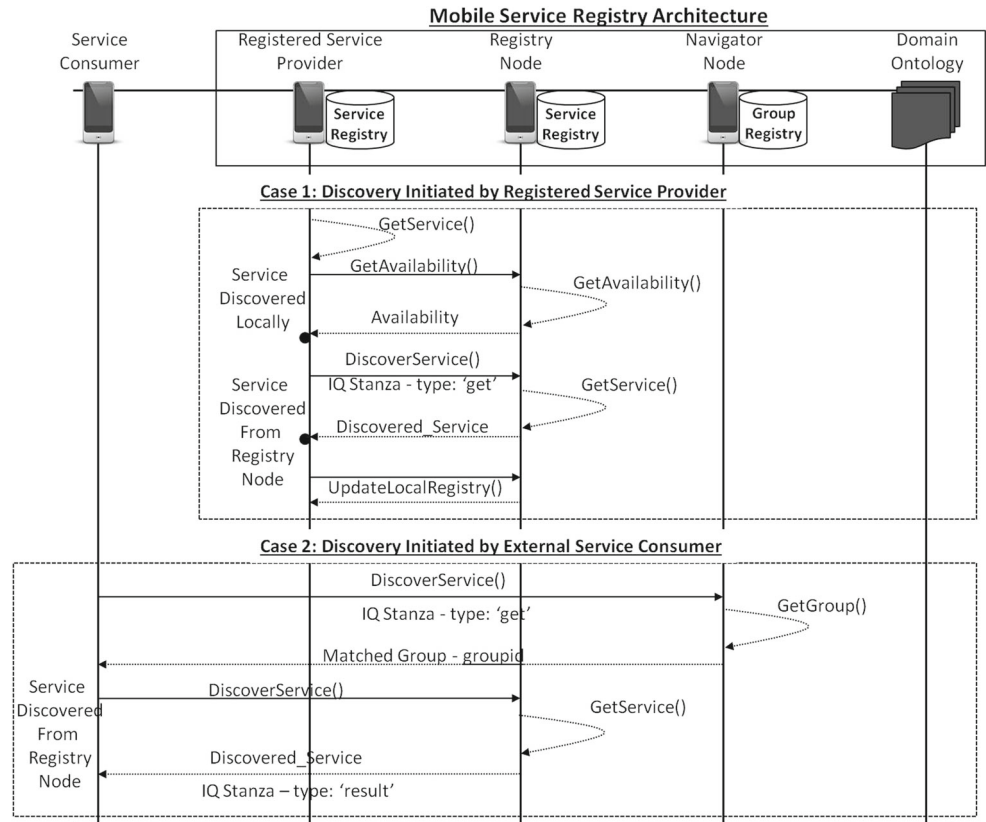 Mobile Service Registry Architecture
Service
Consumer
Registered Service
Provider
Registry
Node
Navigator
Node
Domain
Ontology
Service
Registry
Service
Registry
Group
Registry
Case 1: Discovery Initiated by Registered Service Provider
GetService()
GetAvailability()
Service
Discovered
Locally
GetAvailability()
Availability
DiscoverService()
IQ Stanza - type: ‘get’
Service
Discovered
From
Registry
Node
GetService()
Discovered_Service
UpdateLocalRegistry()
Case 2: Discovery Initiated by External Service Consumer
DiscoverService()
IQ Stanza - type: ‘get’
GetGroup()
Matched Group - groupid
Service
Discovered
From
Registry
Node
DiscoverService()
GetService()
Discovered_Service
IQ Stanza – type: ‘result’